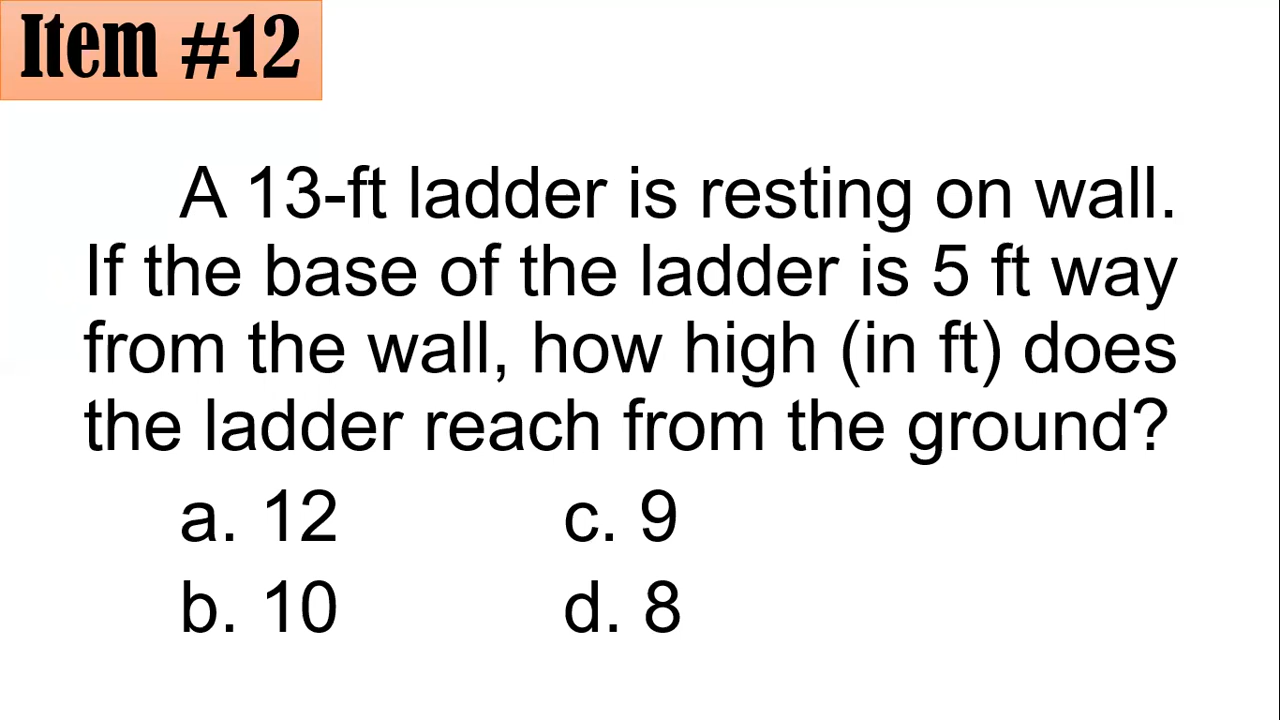 Item #12
A 13-ft ladder is resting on wall.
If the base of the ladder is 5 ft way
from the wall, how high (in ft) does
the ladder reach from the ground?
a. 12 c. 9
b. 10 d. 8